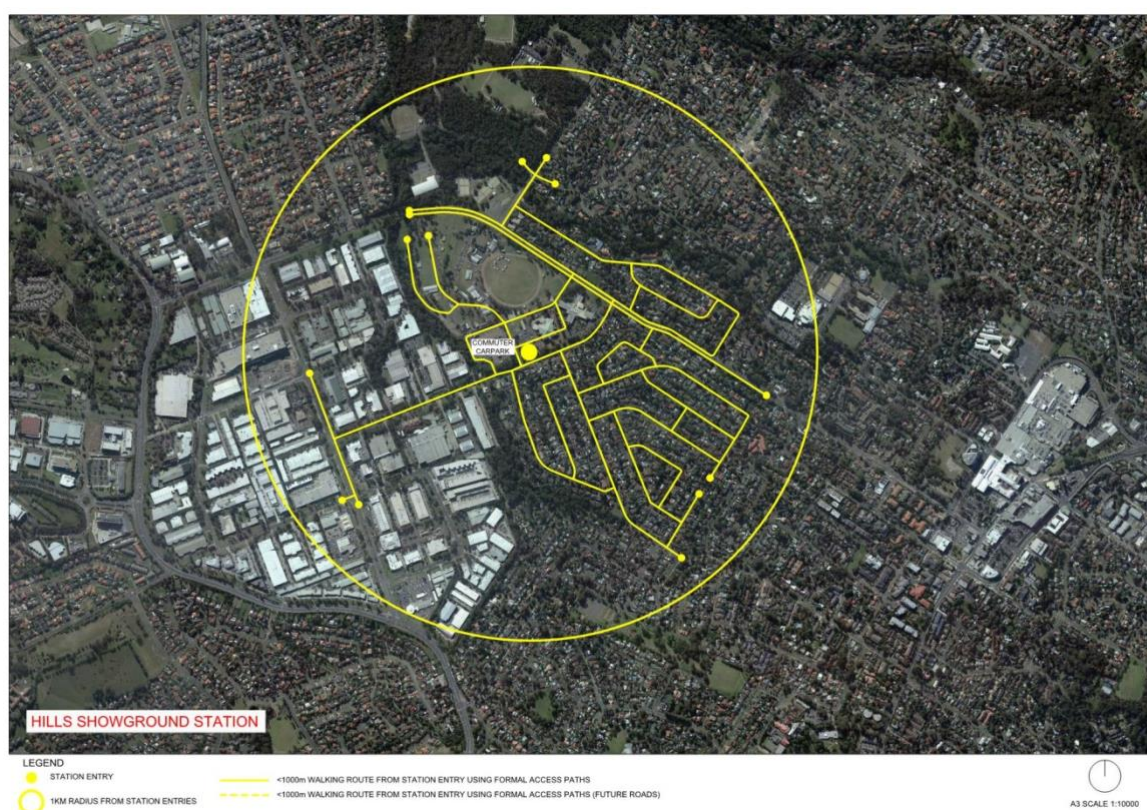 COMMUTER
CARPARK
HILLS SHOWGROUND STATION
LEGEND
STATION ENTRY
1KM RADIUS FROM STATION ENTRIES
<1000m WALKING ROUTE FROM STATION ENTRY USING FORMAL ACCESS PATHS
<1000m WALKING ROUTE FROM STATION ENTRY USING FORMAL ACCESS PATHS (FUTURE ROADS)
A3 SCALE 1:10000